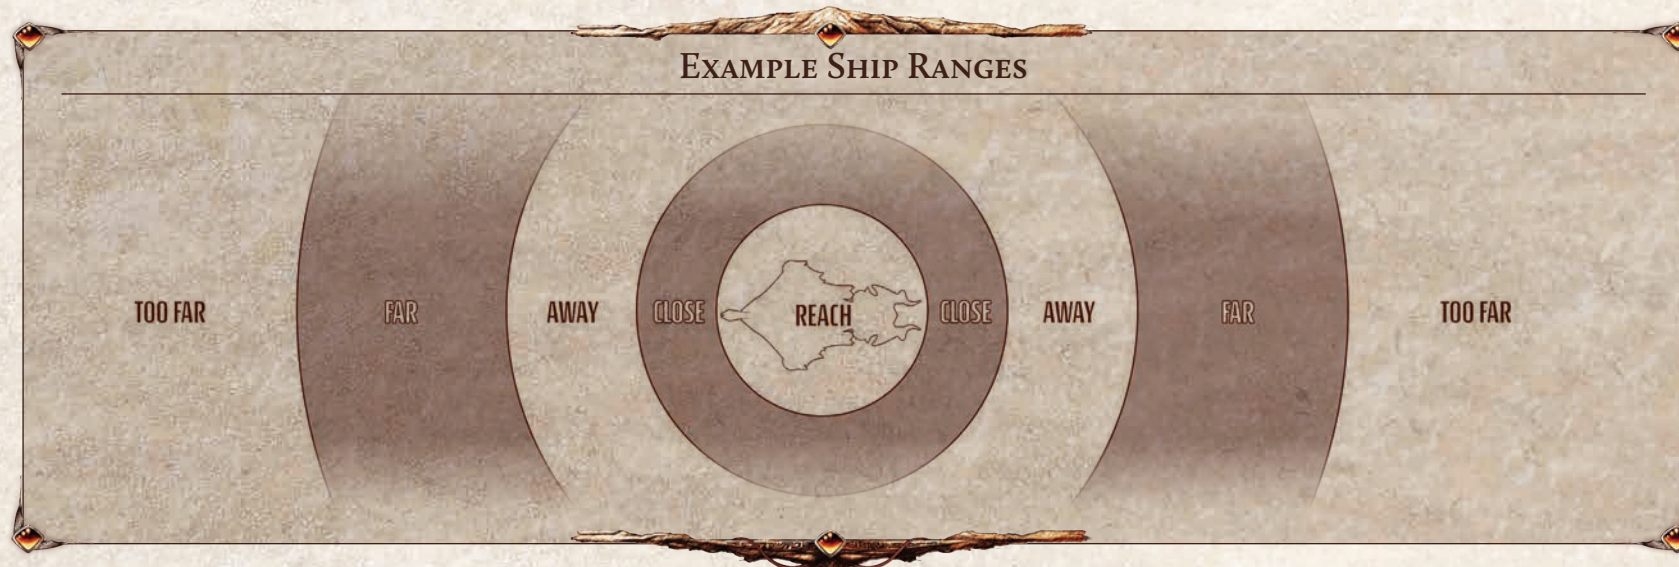 Example Ship Ranges
TOO FAR FAR AWAY CLOSE REACH CLOSE AWAY FAR TOO FAR